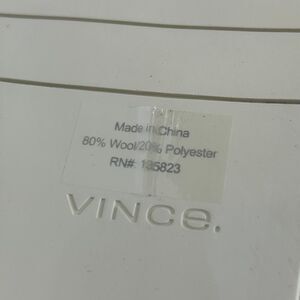 Made in China
80% Wool/20% Polyester
RN#: 135823
VINCE.